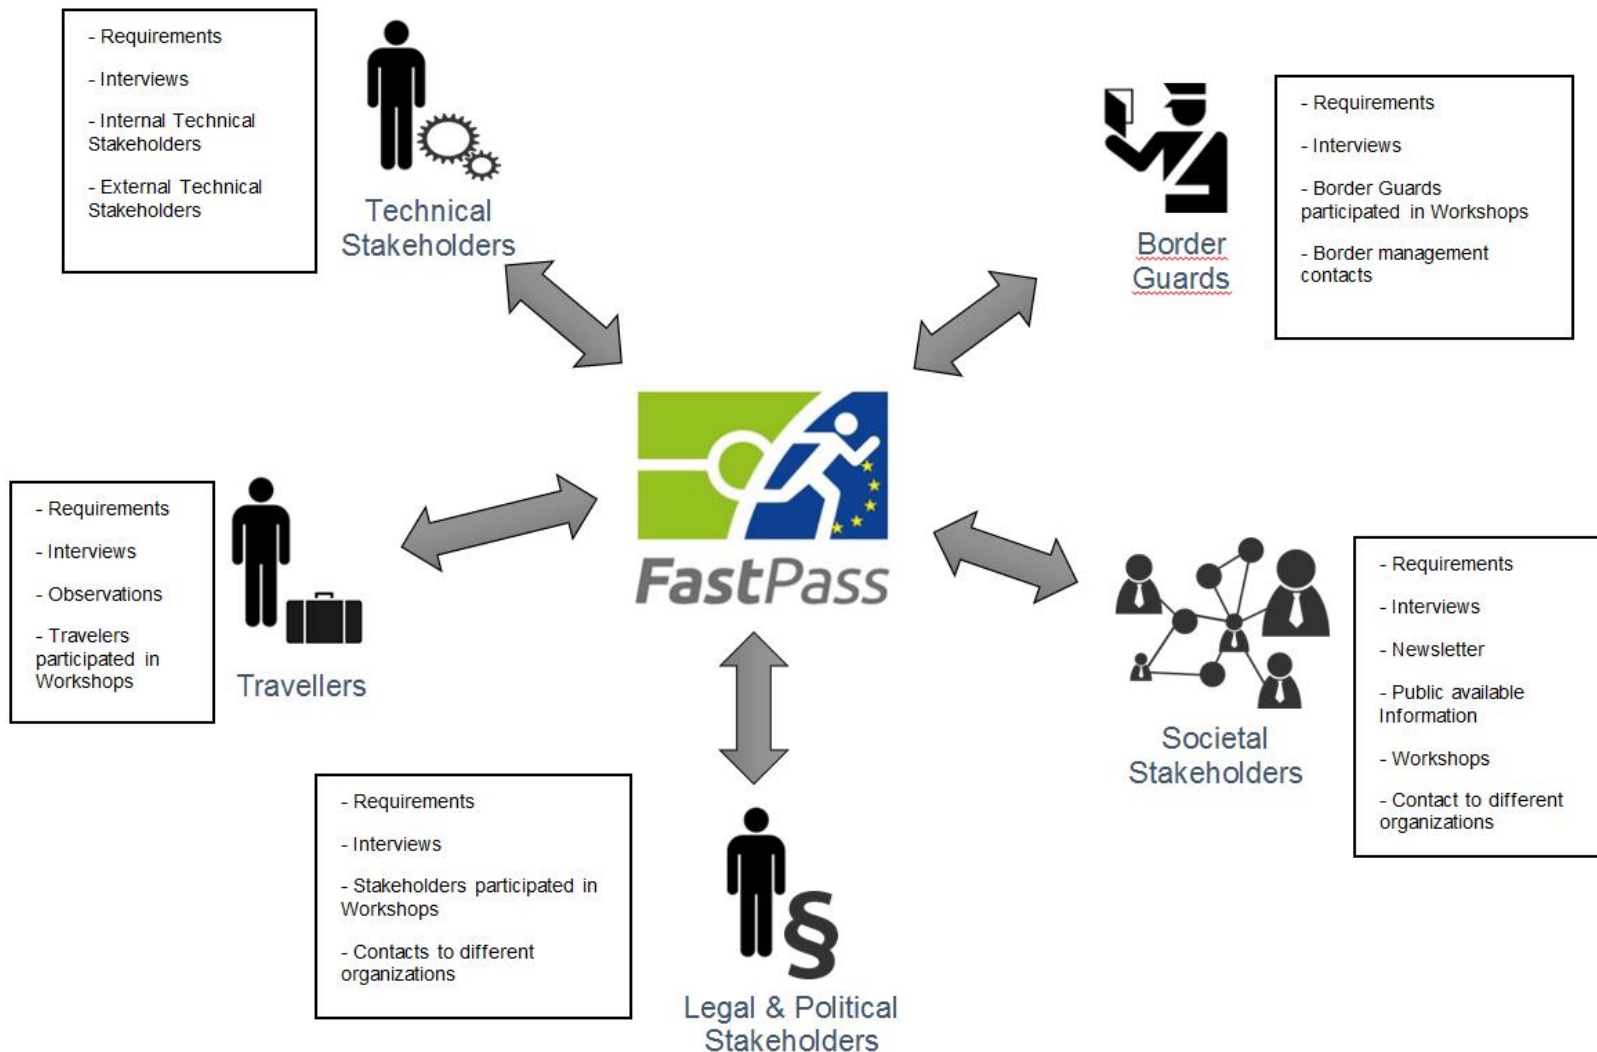 - Requirements
- Interviews
- Internal Technical
Stakeholders
- External Technical
Stakeholders
Technical
Stakeholders
- Requirements
- Interviews
- Border Guards
participated in Workshops
- Border management
contacts
Border
Guards
FastPass
- Requirements
- Interviews
- Observations
- Travelers
participated in
Workshops
Travellers
- Requirements
- Interviews
- Newsletter
- Public available
Information
- Workshops
- Contact to different
organizations
Societal
Stakeholders
- Requirements
- Interviews
- Stakeholders participated in
Workshops
- Contacts to different
organizations
§
Legal & Political
Stakeholders